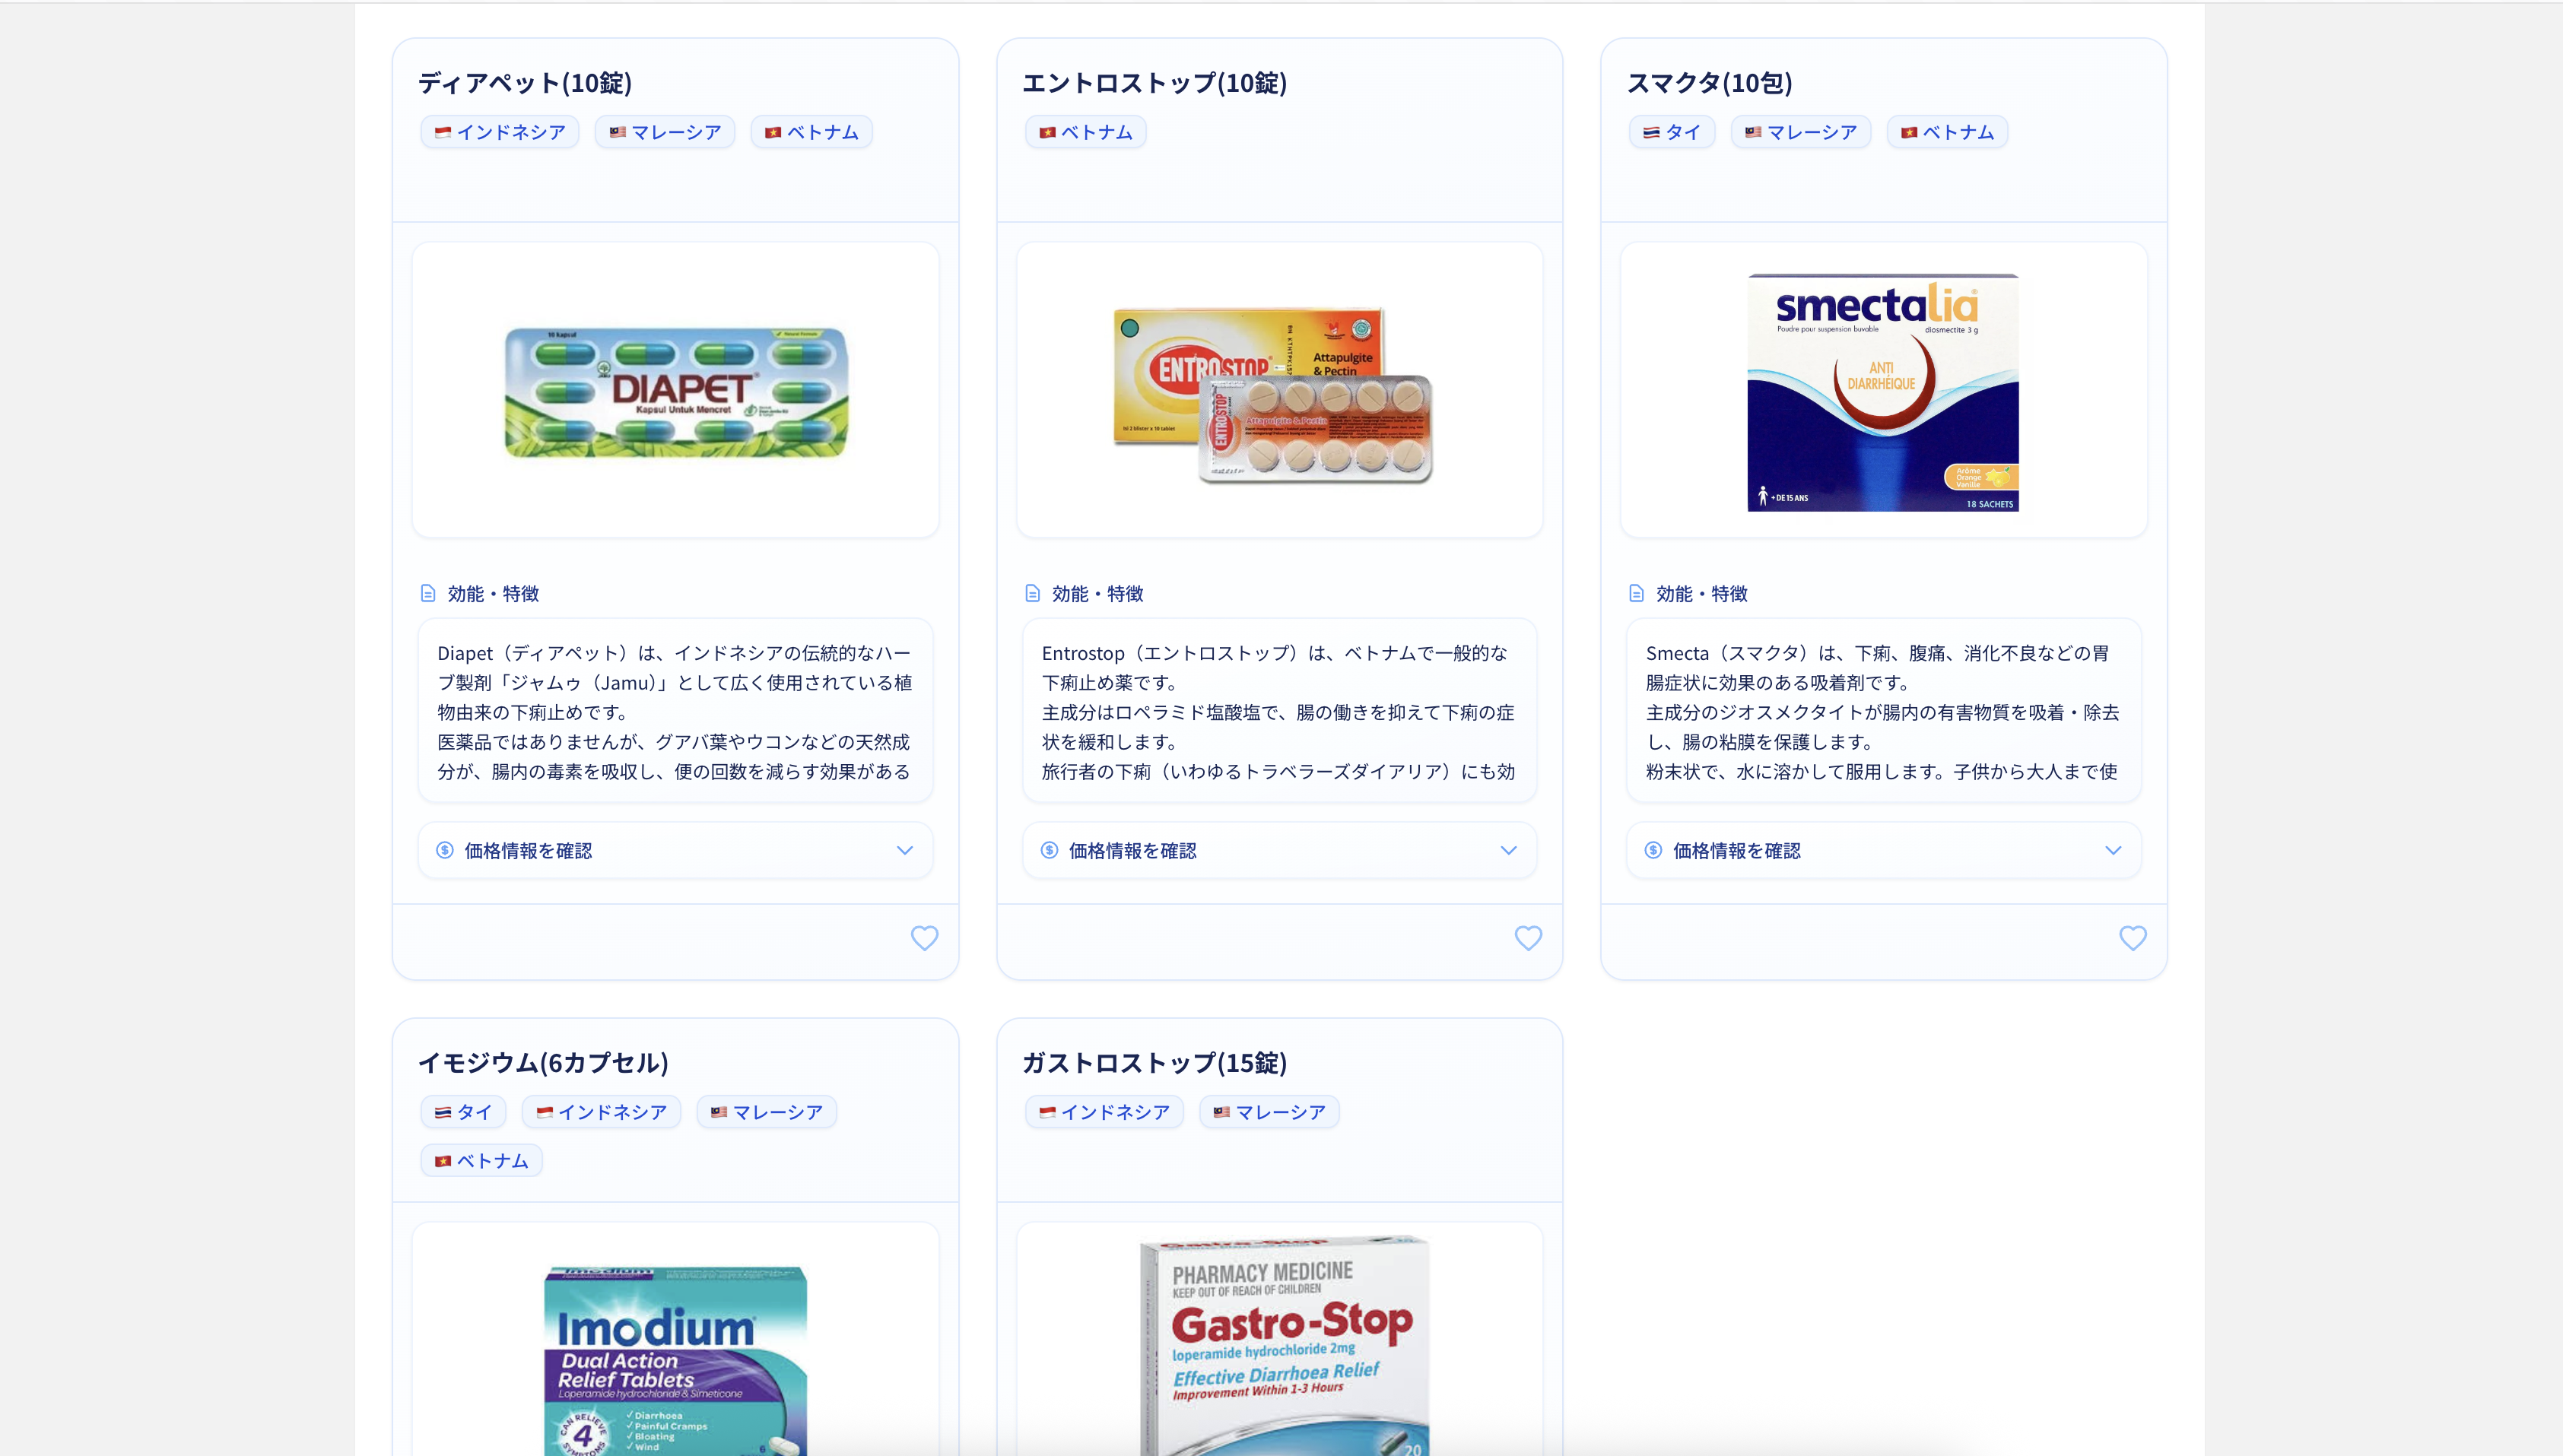 ディアペット(10錠)
インドネシア マレーシア ベトナム
10 kapsul
Natural Formula
DIAPET
Kapsul Untuk Mencret
効能・特徴
Diapet（ディアペット）は、インドネシアの伝統的なハー
ブ製剤「ジャムゥ（Jamu）」として広く使用されている植
物由来の下痢止めです。
医薬品ではありませんが、グアバ葉やウコンなどの天然成
分が、腸内の毒素を吸収し、便の回数を減らす効果がある
価格情報を確認
エントロストップ(10錠)
ベトナム
ENTROSTOP
Attapulgite
& Pectin
ENTROSTOP
Attapulgite & Pectin
効能・特徴
Entrostop（エントロストップ）は、ベトナムで一般的な
下痢止め薬です。
主成分はロペラミド塩酸塩で、腸の働きを抑えて下痢の症
状を緩和します。
旅行者の下痢（いわゆるトラベラーズダイアリア）にも効
価格情報を確認
スマクタ(10包)
タイ マレーシア ベトナム
smectalia
Poudre pour suspension buvable
diosmectite 3 g
ANTI
DIARRHÉIQUE
Arôme
Orange
Vanille
+ DE 15 ANS
18 SACHETS
効能・特徴
Smecta（スマクタ）は、下痢、腹痛、消化不良などの胃
腸症状に効果のある吸着剤です。
主成分のジオスメクタイトが腸内の有害物質を吸着・除去
し、腸の粘膜を保護します。
粉末状で、水に溶かして服用します。子供から大人まで使
価格情報を確認
イモジウム(6カプセル)
タイ インドネシア マレーシア
ベトナム
Imodium
Imodium
Dual Action
Relief Tablets
Loperamide hydrochloride & Simeticone
CAN RELIEVE
4
SYMPTOMS
✓ Diarrhoea
✓ Painful Cramps
✓ Bloating
✓ Wind
6
ガストロストップ(15錠)
インドネシア マレーシア
Gastro-Stop
PHARMACY MEDICINE
KEEP OUT OF REACH OF CHILDREN
Gastro-Stop
loperamide hydrochloride 2mg
Effective Diarrhoea Relief
Improvement Within 1-3 Hours
20